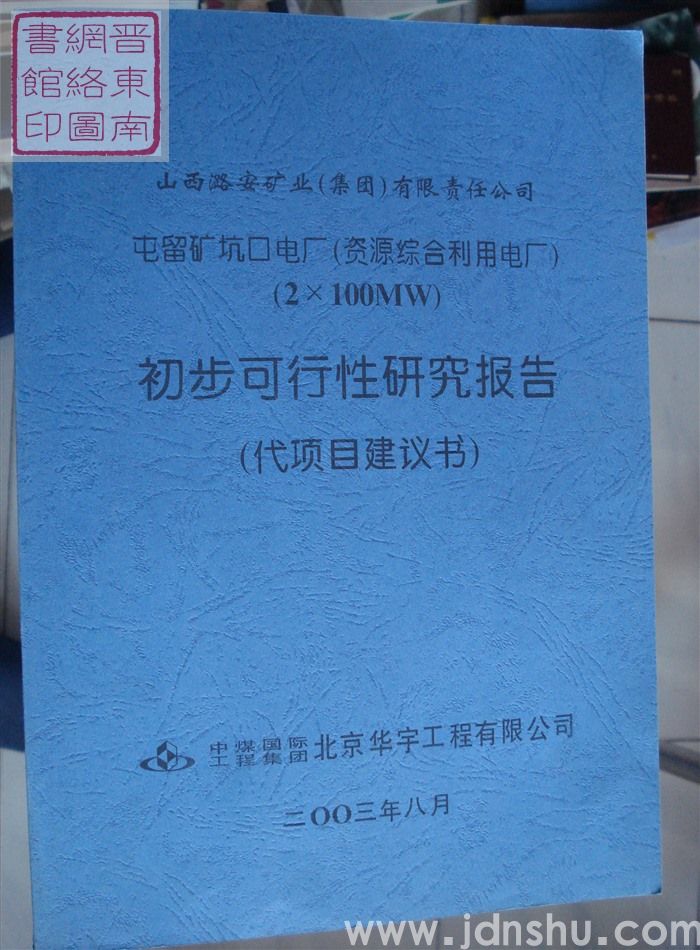 晋東南
網絡圖
書館印
山西潞安矿业(集团)有限责任公司
屯留矿坑口电厂(资源综合利用电厂)
(2×100MW)
初步可行性研究报告
(代项目建议书)
中煤国际
工程集团 北京华宇工程有限公司
二〇〇三年八月
www.jdnshu.com